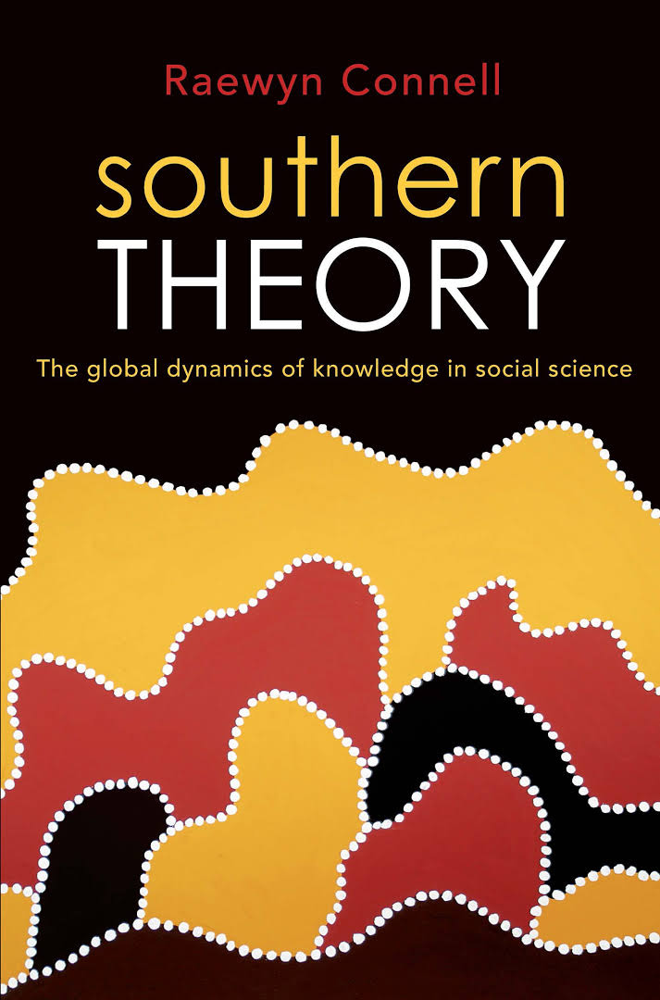 Raewyn Connell
southern
THEORY
The global dynamics of knowledge in social science